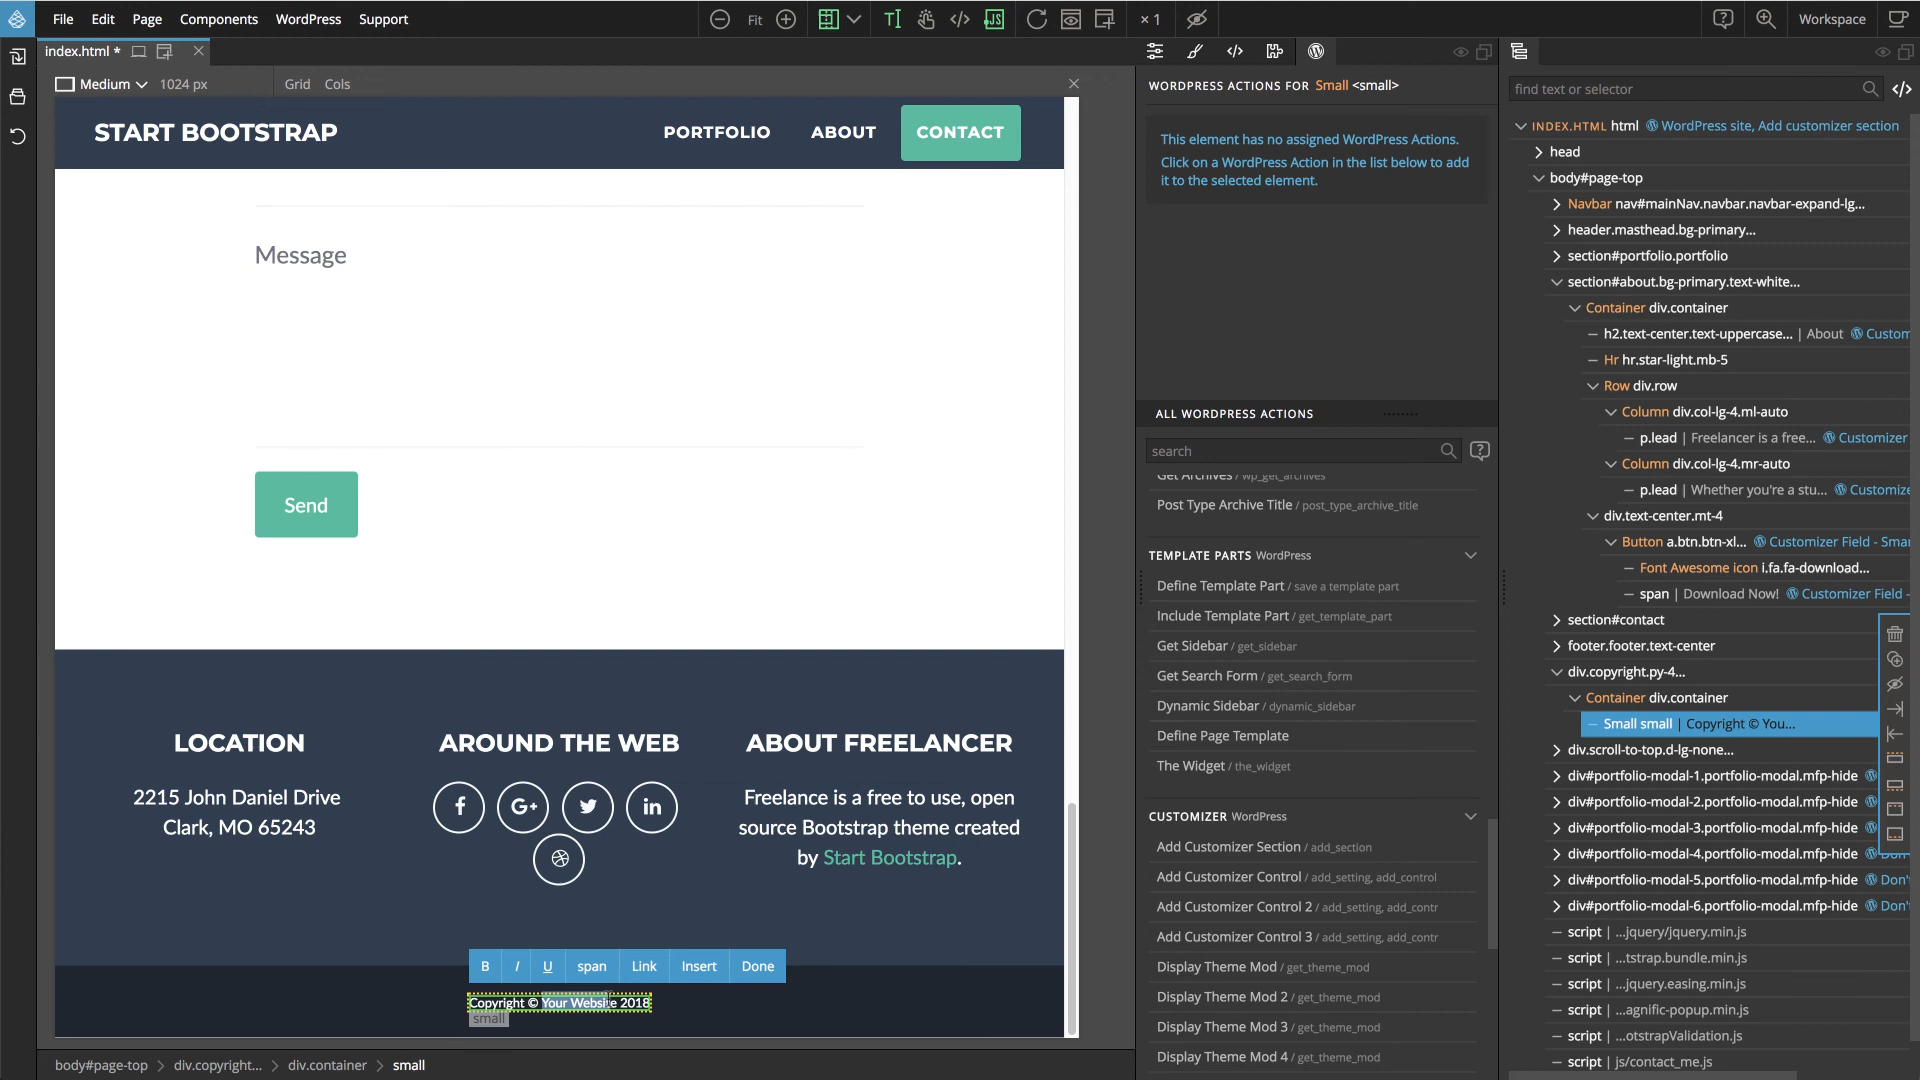 File Edit Page Components WordPress Support
Fit
× 1
Workspace
index.html *
Medium 1024 px Grid Cols
START BOOTSTRAP
PORTFOLIO ABOUT CONTACT
Message
Send
LOCATION
2215 John Daniel Drive
Clark, MO 65243
AROUND THE WEB
ABOUT FREELANCER
Freelance is a free to use, open
source Bootstrap theme created
by Start Bootstrap.
B I U span Link Insert Done
Copyright © Your Website 2018
small
body#page-top > div.copyright... > div.container > small
WORDPRESS ACTIONS FOR Small <small>
This element has no assigned WordPress Actions.
Click on a WordPress Action in the list below to add
it to the selected element.
ALL WORDPRESS ACTIONS
search
Get Archives / wp_get_archives
Post Type Archive Title / post_type_archive_title
TEMPLATE PARTS WordPress
Define Template Part / save a template part
Include Template Part / get_template_part
Get Sidebar / get_sidebar
Get Search Form / get_search_form
Dynamic Sidebar / dynamic_sidebar
Define Page Template
The Widget / the_widget
CUSTOMIZER WordPress
Add Customizer Section / add_section
Add Customizer Control / add_setting, add_control
Add Customizer Control 2 / add_setting, add_contr
Add Customizer Control 3 / add_setting, add_contr
Display Theme Mod / get_theme_mod
Display Theme Mod 2 / get_theme_mod
Display Theme Mod 3 / get_theme_mod
Display Theme Mod 4 / get_theme_mod
find text or selector
INDEX.HTML html WordPress site, Add customizer section
head
body#page-top
Navbar nav#mainNav.navbar.navbar-expand-lg...
header.masthead.bg-primary...
section#portfolio.portfolio
section#about.bg-primary.text-white...
Container div.container
h2.text-center.text-uppercase... | About Custom
Hr hr.star-light.mb-5
Row div.row
Column div.col-lg-4.ml-auto
p.lead | Freelancer is a free... Customizer
Column div.col-lg-4.mr-auto
p.lead | Whether you're a stu... Customize
div.text-center.mt-4
Button a.btn.btn-xl... Customizer Field - Smar
Font Awesome icon i.fa.fa-download...
span | Download Now! Customizer Field -
section#contact
footer.footer.text-center
div.copyright.py-4...
Container div.container
Small small | Copyright © You...
div.scroll-to-top.d-lg-none...
div#portfolio-modal-1.portfolio-modal.mfp-hide
div#portfolio-modal-2.portfolio-modal.mfp-hide
div#portfolio-modal-3.portfolio-modal.mfp-hide
div#portfolio-modal-4.portfolio-modal.mfp-hide Don'
div#portfolio-modal-5.portfolio-modal.mfp-hide Don'
div#portfolio-modal-6.portfolio-modal.mfp-hide Don'
script | ...jquery/jquery.min.js
script | ...tstrap.bundle.min.js
script | ...jquery.easing.min.js
script | ...agnific-popup.min.js
script | ...otstrapValidation.js
script | js/contact_me.js